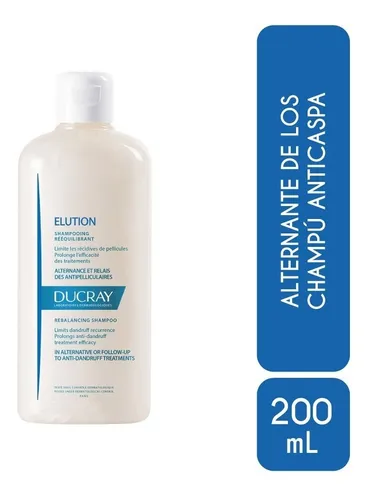 ELUTION
SHAMPOOING
RÉÉQUILIBRANT
Limite les récidives de pellicules
Prolonge l'efficacité
des traitements
ALTERNANCE ET RELAIS
DES ANTIPELLICULAIRES
DUCRAY
LABORATOIRES DERMATOLOGIQUES
REBALANCING SHAMPOO
Limits dandruff recurrence
Prolongs anti-dandruff
treatment efficacy
IN ALTERNATIVE OR FOLLOW-UP
TO ANTI-DANDRUFF TREATMENTS
ALTERNANTE DE LOS
CHAMPÚ ANTICASPA
200
mL